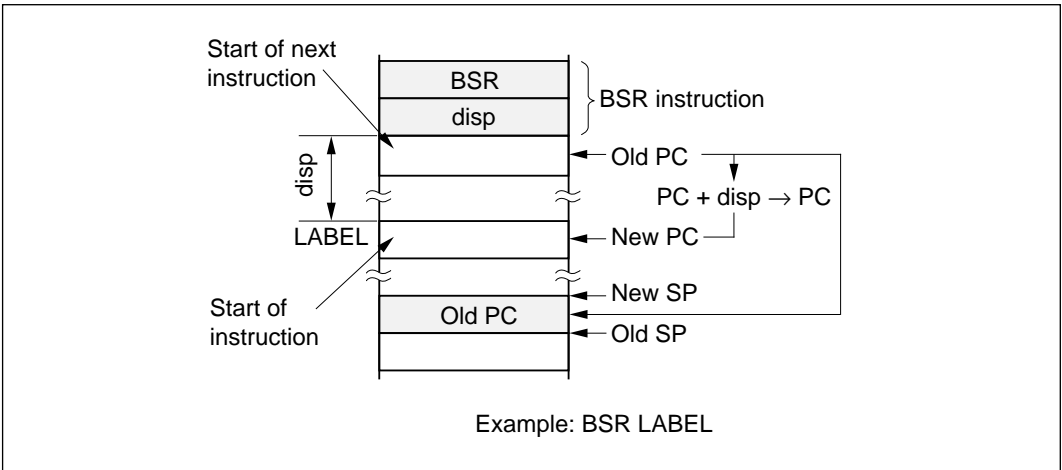 Start of next
instruction
BSR
disp
BSR instruction
Old PC
disp
PC + disp → PC
LABEL
New PC
New SP
Start of
instruction
Old PC
Old SP
Example: BSR LABEL